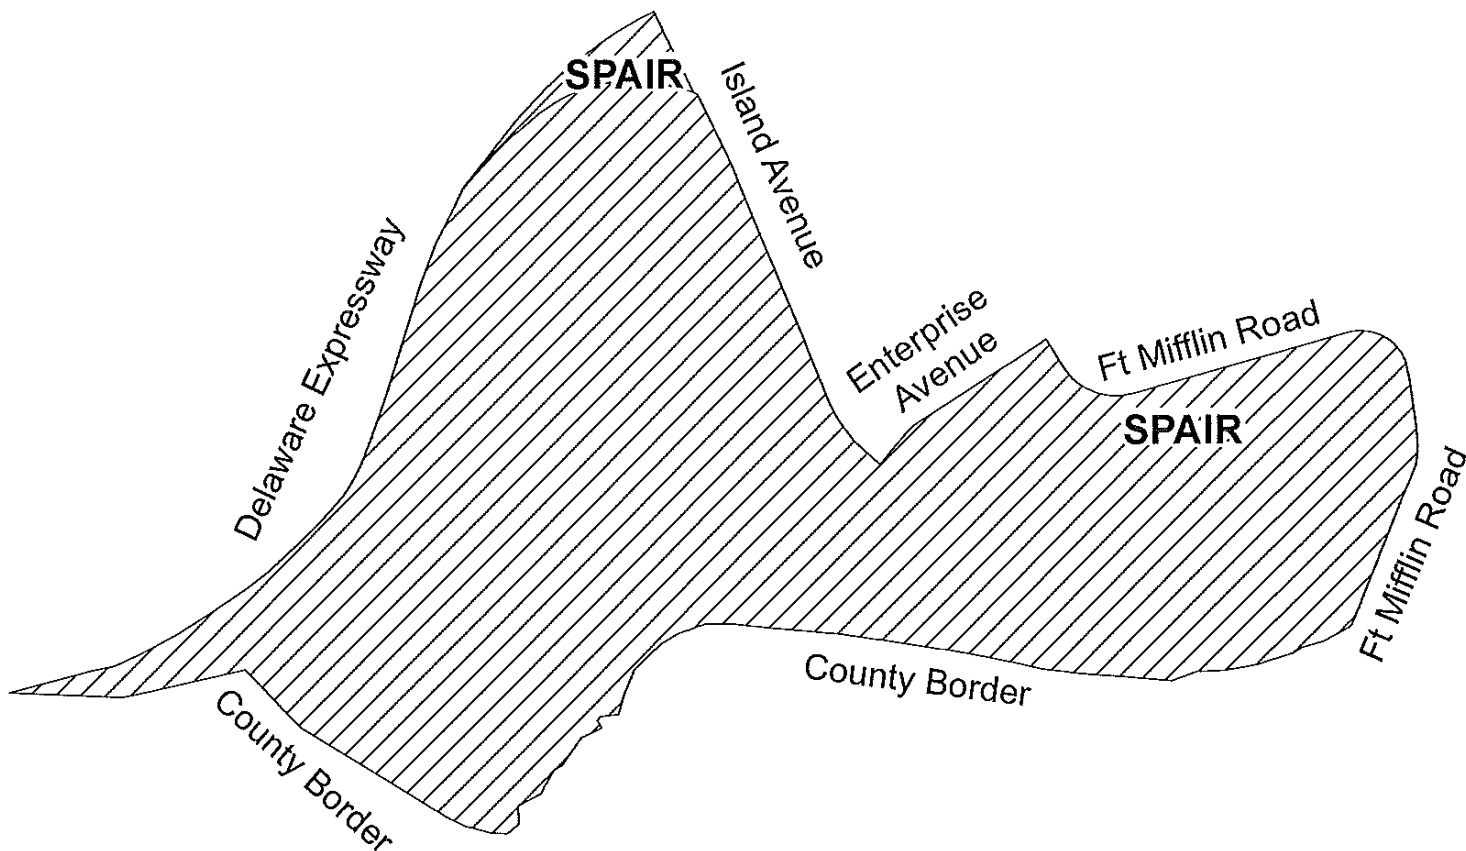 SPAIR
Island Avenue
Delaware Expressway
Enterprise
Avenue
Ft Mifflin Road
SPAIR
Ft Mifflin Road
County Border
County Border